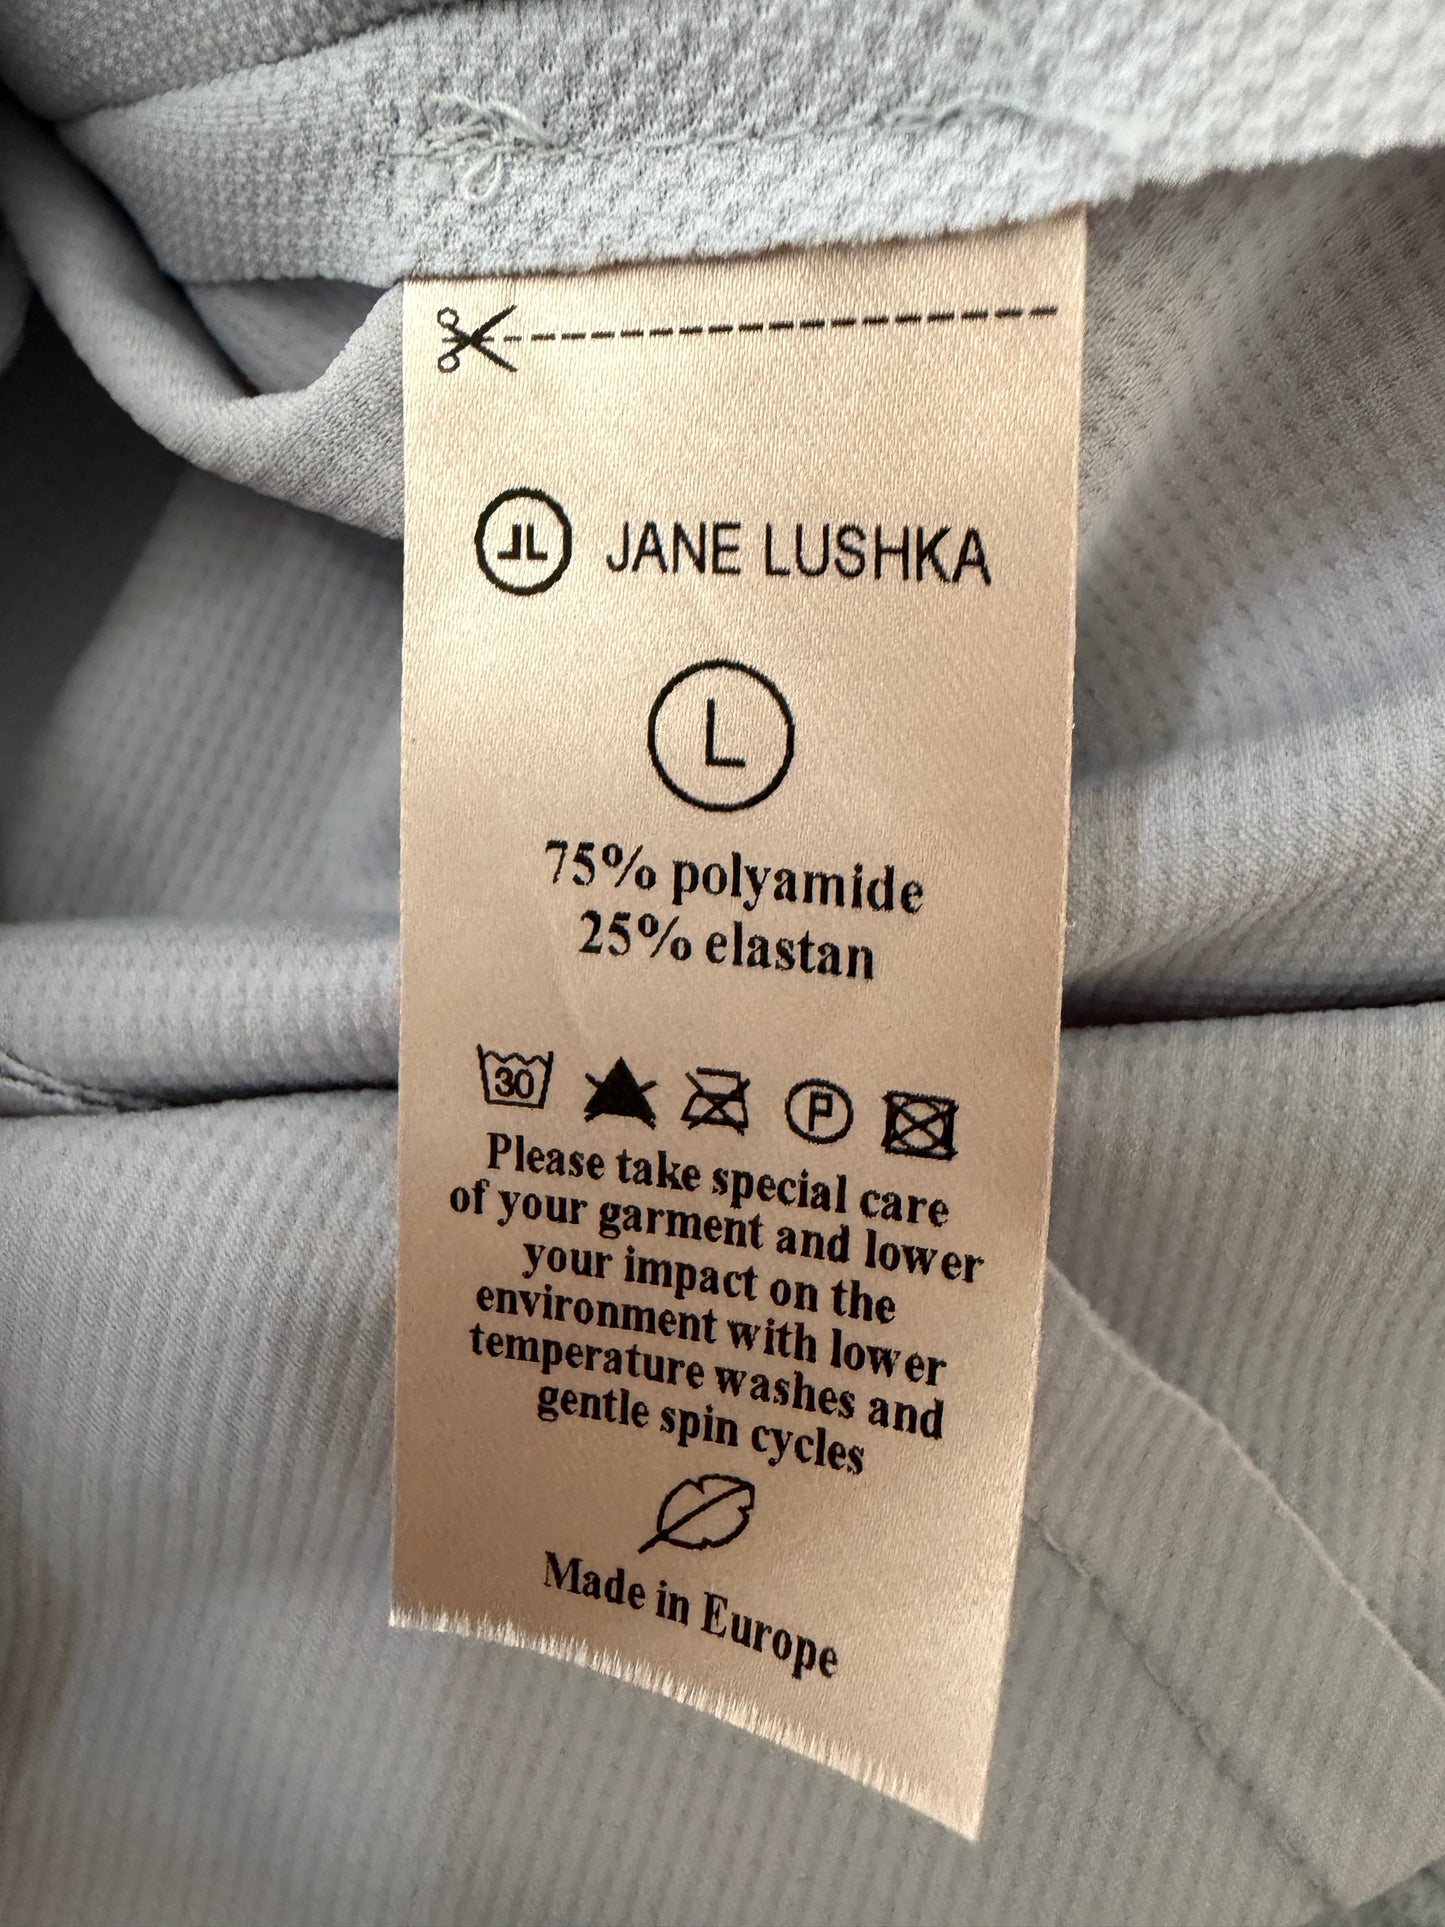 JL JANE LUSHKA
L
75% polyamide
25% elastan
30 P
Please take special care
of your garment and lower
your impact on the
environment with lower
temperature washes and
gentle spin cycles
Made in Europe